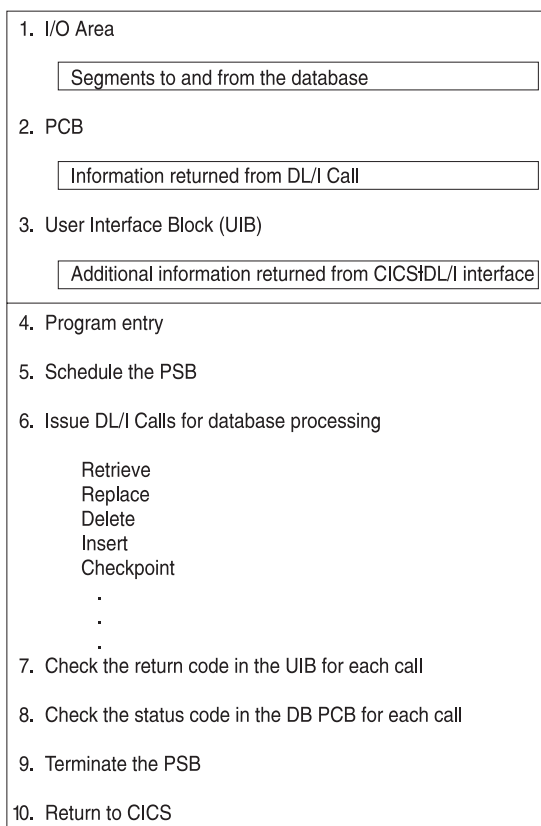 1. I/O Area
Segments to and from the database
2. PCB
Information returned from DL/I Call
3. User Interface Block (UIB)
Additional information returned from CICS-DL/I interface
4. Program entry
5. Schedule the PSB
6. Issue DL/I Calls for database processing
Retrieve
Replace
Delete
Insert
Checkpoint
.
.
.
7. Check the return code in the UIB for each call
8. Check the status code in the DB PCB for each call
9. Terminate the PSB
10. Return to CICS